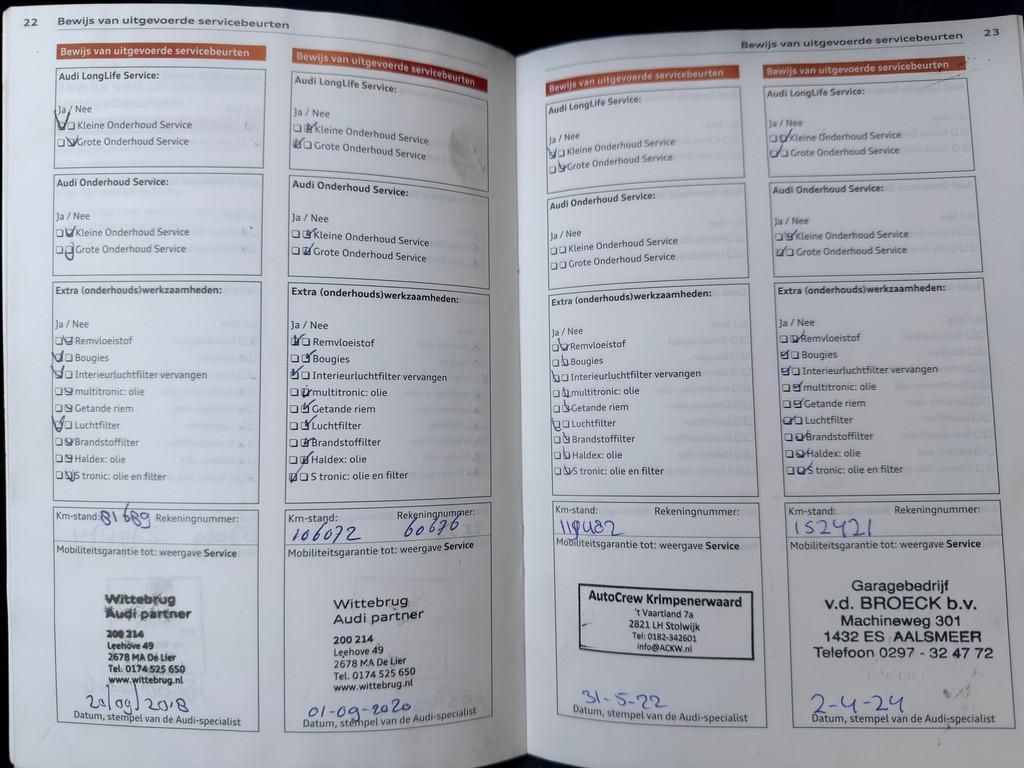 22 Bewijs van uitgevoerde servicebeurten
Bewijs van uitgevoerde servicebeurten
Audi LongLife Service:
Ja / Nee
Kleine Onderhoud Service
Grote Onderhoud Service
Audi Onderhoud Service:
Ja / Nee
Kleine Onderhoud Service
Grote Onderhoud Service
Extra (onderhouds)werkzaamheden:
Ja / Nee
Remvloeistof
Bougies
Interieurluchtfilter vervangen
multitronic: olie
Getande riem
Luchtfilter
Brandstoffilter
Haldex: olie
S tronic: olie en filter
Km-stand: 81689 Rekeningnummer:
Mobiliteitsgarantie tot: weergave Service
Wittebrug
Audi partner
200 214
Leehove 49
2678 MA De Lier
Tel. 0174 525 650
www.wittebrug.nl
20/09/2018
Datum, stempel van de Audi-specialist
Bewijs van uitgevoerde servicebeurten
Audi LongLife Service:
Ja / Nee
Kleine Onderhoud Service
Grote Onderhoud Service
Audi Onderhoud Service:
Ja / Nee
Kleine Onderhoud Service
Grote Onderhoud Service
Extra (onderhouds)werkzaamheden:
Ja / Nee
Remvloeistof
Bougies
Interieurluchtfilter vervangen
multitronic: olie
Getande riem
Luchtfilter
Brandstoffilter
Haldex: olie
S tronic: olie en filter
Km-stand: Rekeningnummer:
106072 60676
Mobiliteitsgarantie tot: weergave Service
Wittebrug
Audi partner
200 214
Leehove 49
2678 MA De Lier
Tel. 0174 525 650
www.wittebrug.nl
01-09-2020
Datum, stempel van de Audi-specialist
Bewijs van uitgevoerde servicebeurten 23
Bewijs van uitgevoerde servicebeurten
Audi LongLife Service:
Ja / Nee
Kleine Onderhoud Service
Grote Onderhoud Service
Audi Onderhoud Service:
Ja / Nee
Kleine Onderhoud Service
Grote Onderhoud Service
Extra (onderhouds)werkzaamheden:
Ja / Nee
Remvloeistof
Bougies
Interieurluchtfilter vervangen
multitronic: olie
Getande riem
Luchtfilter
Brandstoffilter
Haldex: olie
S tronic: olie en filter
Km-stand: Rekeningnummer:
Mobiliteitsgarantie tot: weergave Service
AutoCrew Krimpenerwaard
't Vaartland 7a
2821 LH Stolwijk
Tel: 0182-342601
info@ACKW.nl
31-5-22
Datum, stempel van de Audi-specialist
Bewijs van uitgevoerde servicebeurten
Audi LongLife Service:
Ja / Nee
Kleine Onderhoud Service
Grote Onderhoud Service
Audi Onderhoud Service:
Ja / Nee
Kleine Onderhoud Service
Grote Onderhoud Service
Extra (onderhouds)werkzaamheden:
Ja / Nee
Remvloeistof
Bougies
Interieurluchtfilter vervangen
multitronic: olie
Getande riem
Luchtfilter
Brandstoffilter
Haldex: olie
S tronic: olie en filter
Km-stand: Rekeningnummer:
152421
Mobiliteitsgarantie tot: weergave Service
Garagebedrijf
v.d. BROECK b.v.
Machineweg 301
1432 ES AALSMEER
Telefoon 0297 - 32 47 72
2-4-24
Datum, stempel van de Audi-specialist